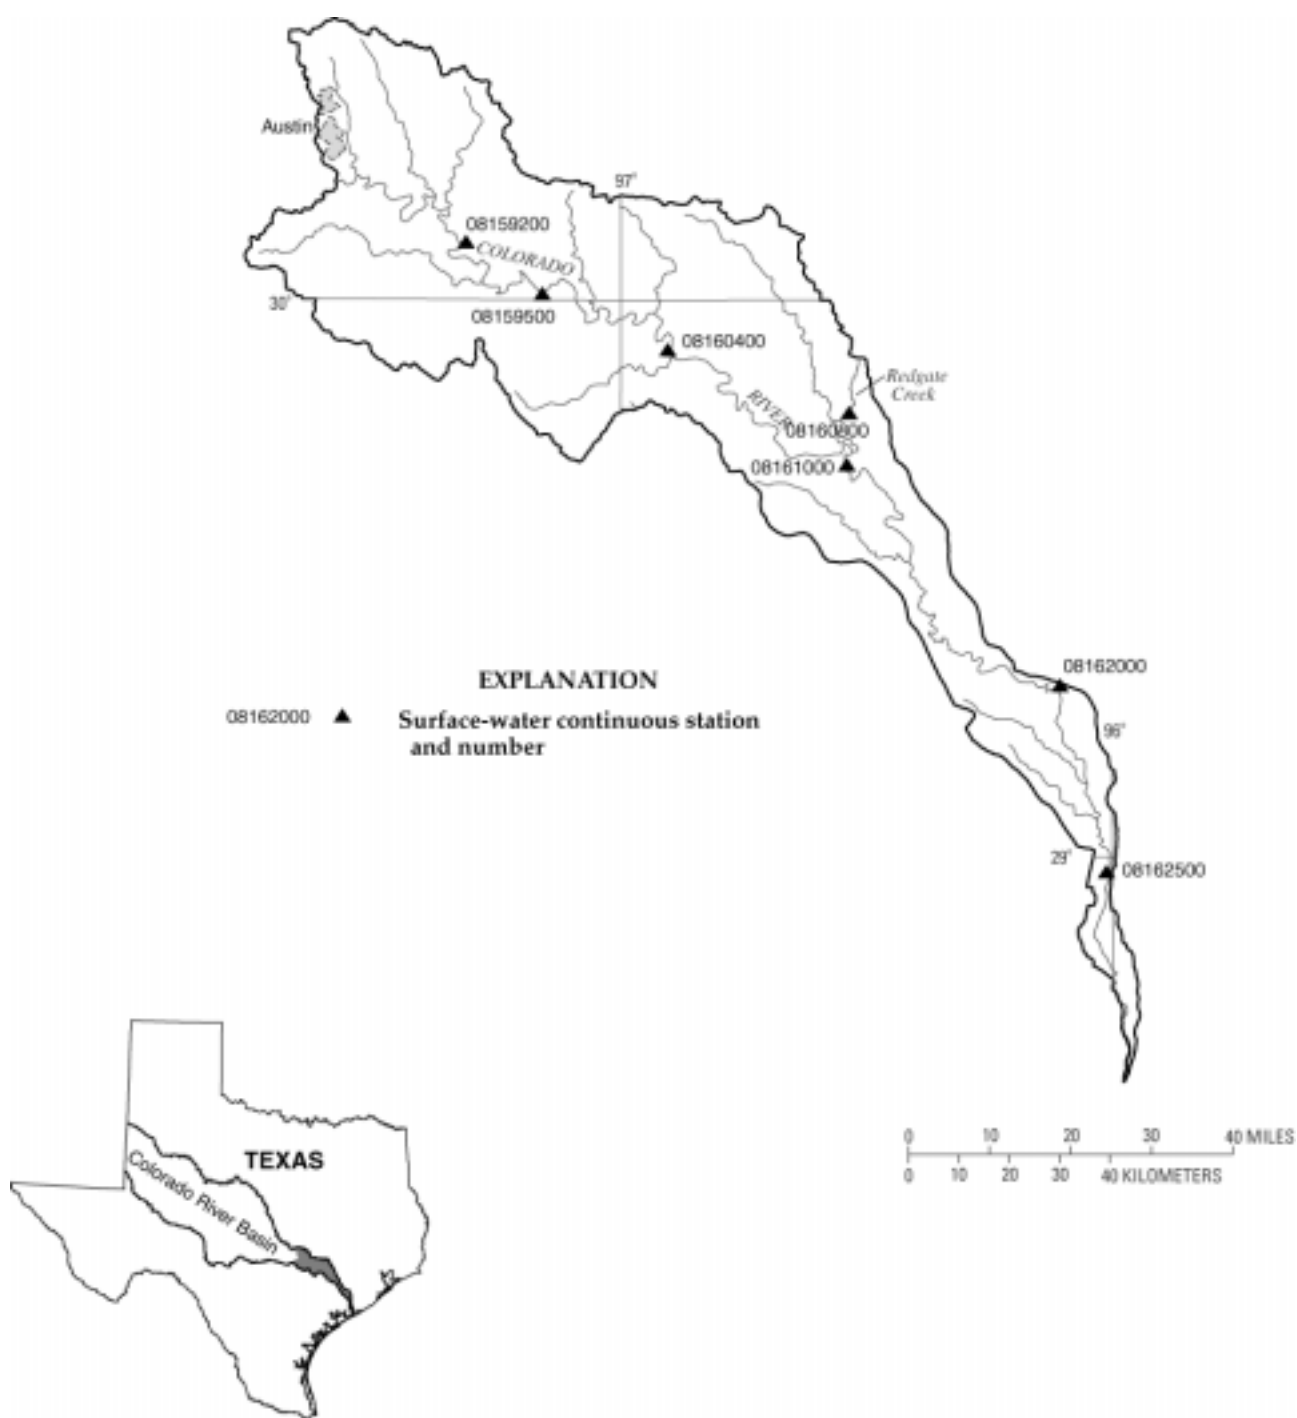 Austin
97°
08159200
COLORADO
30°
08159500
08160400
Redgate
Creek
RIVER
08160800
08161000
08162000
EXPLANATION
08162000 Surface-water continuous station
and number
96°
29°
08162500
TEXAS
Colorado River Basin
0 10 20 30 40 MILES
0 10 20 30 40 KILOMETERS